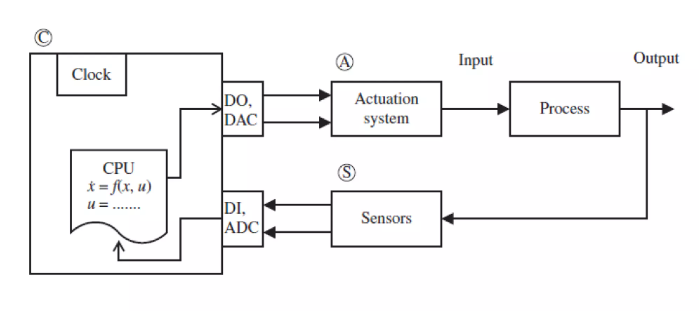 Ⓒ
Clock
Ⓐ
Input
Output
DO,
DAC
Actuation
system
Process
CPU
ẋ = f(x, u)
u = .......
Ⓢ
DI,
ADC
Sensors